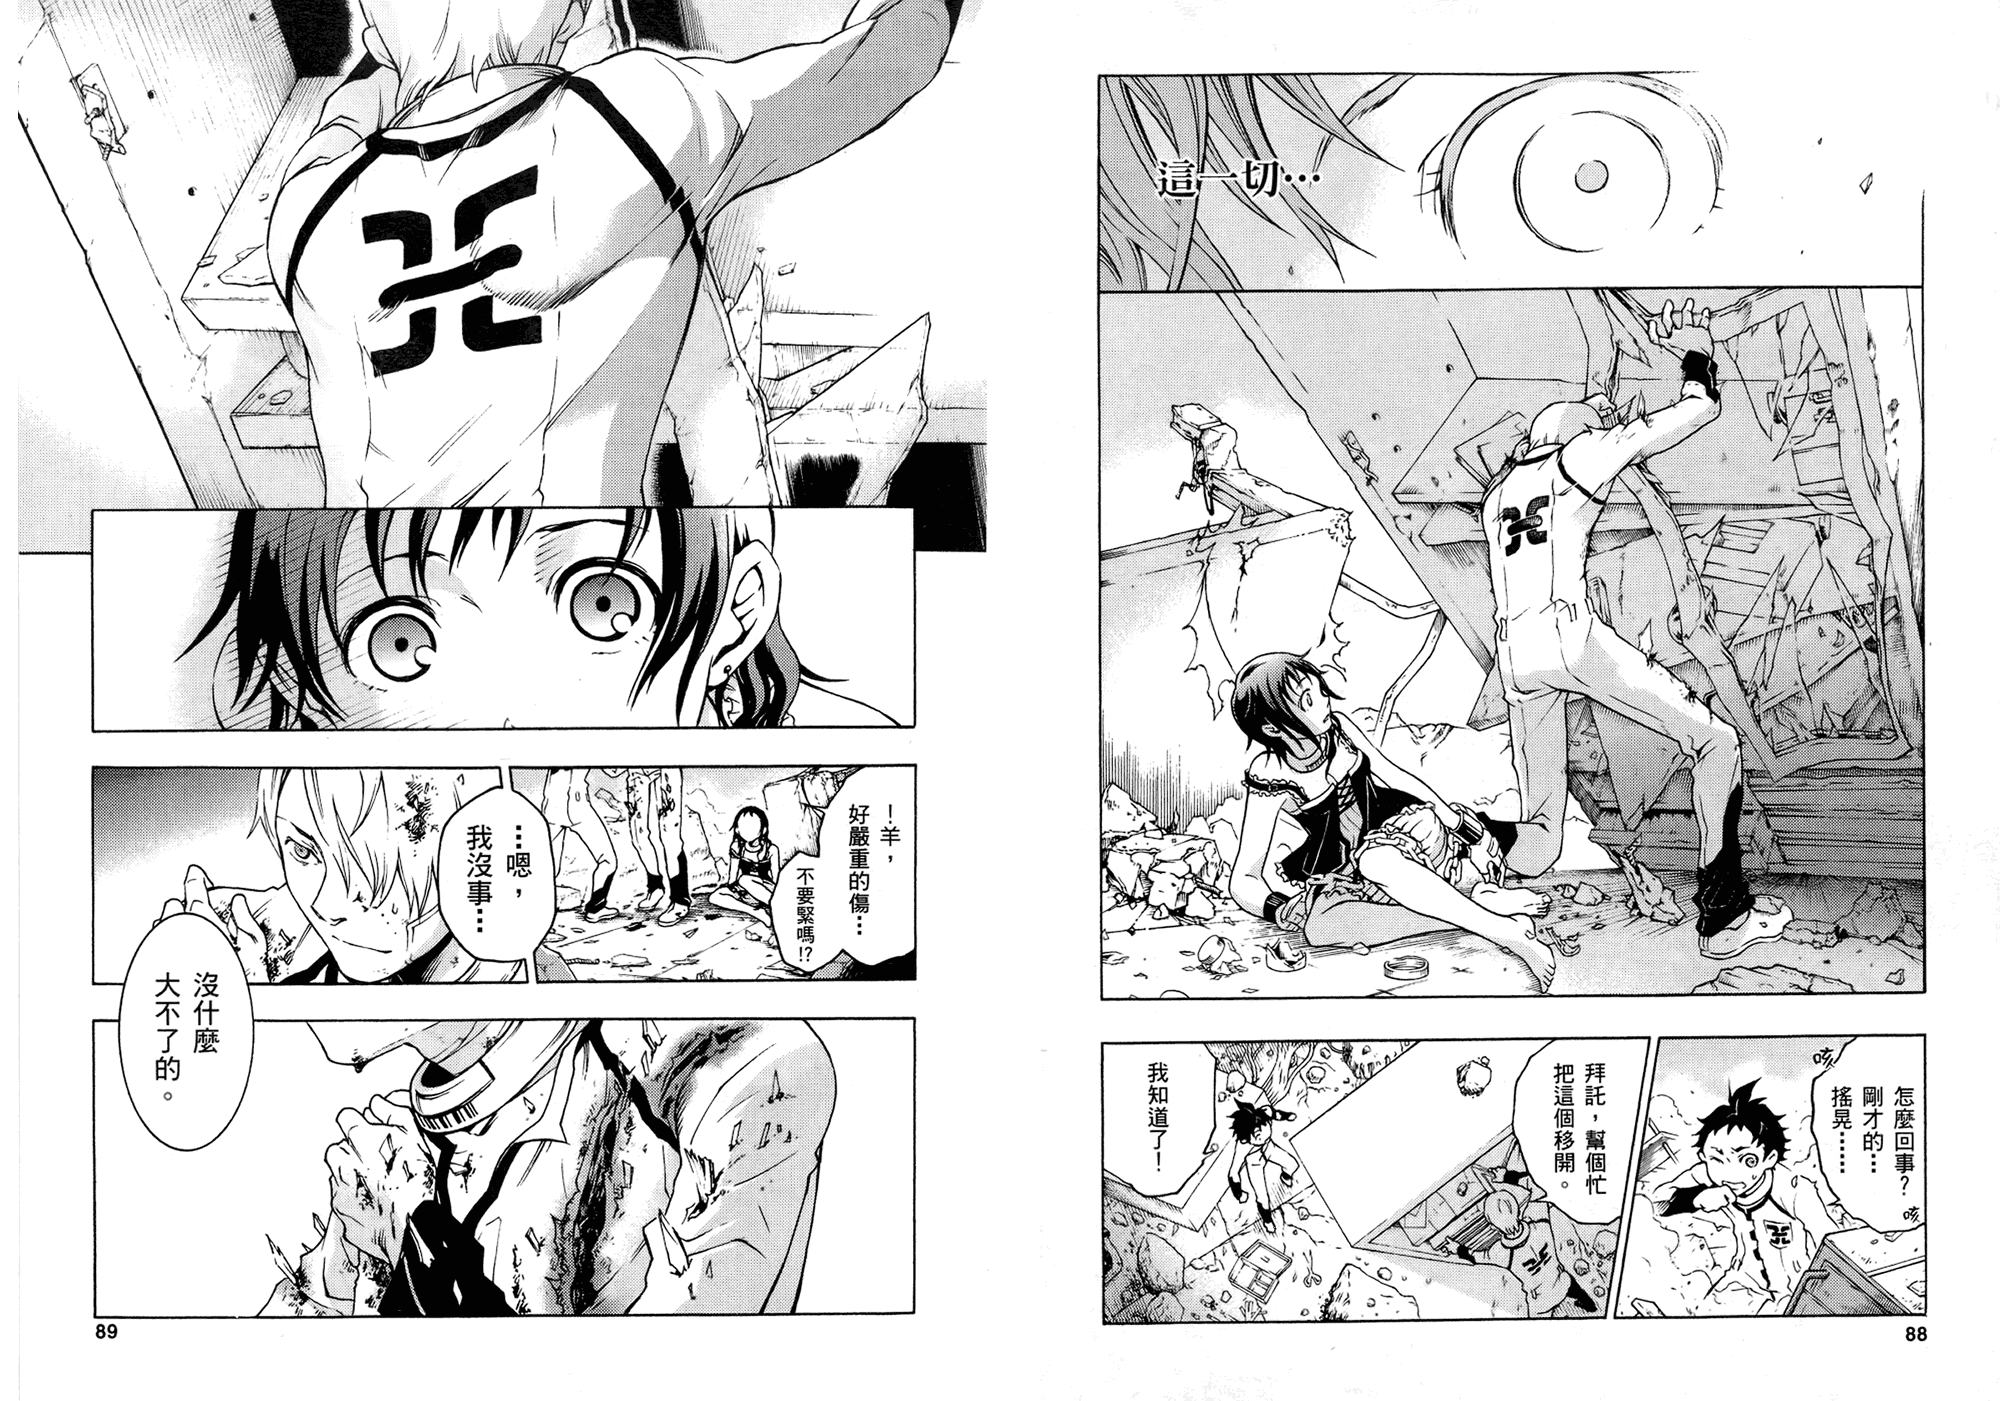 這一切⋯
咳
怎麼回事?
剛才的⋯
搖晃⋯⋯
咳
拜託，幫個忙
把這個移開。
我知道了！
！羊，
好嚴重的傷⋯
不要緊嗎!?
⋯嗯，
我沒事⋯
沒什麼
大不了的。
89
88